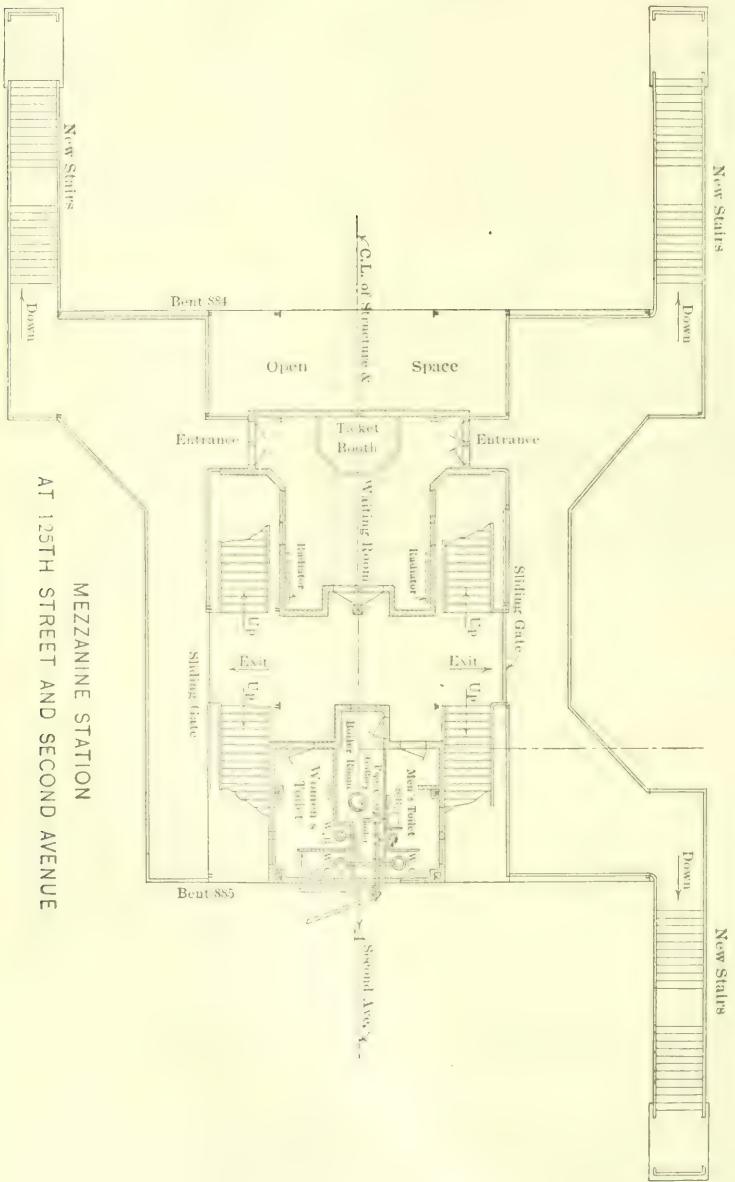 New Stairs
New Stairs
Down
Down
Bent 884
C.L. of Structure &
Open
Space
Entrance
Ticket
Booth
Entrance
Waiting Room
Radiator
Radiator
Sliding Gate
Up
Up
Exit
Exit
Up
Up
Sliding Gate
Women's
Toilet
Boiler Room
Men's Toilet
W.C.
W.C.
Down
Bent 885
Second Ave.
New Stairs
MEZZANINE STATION
AT 125TH STREET AND SECOND AVENUE